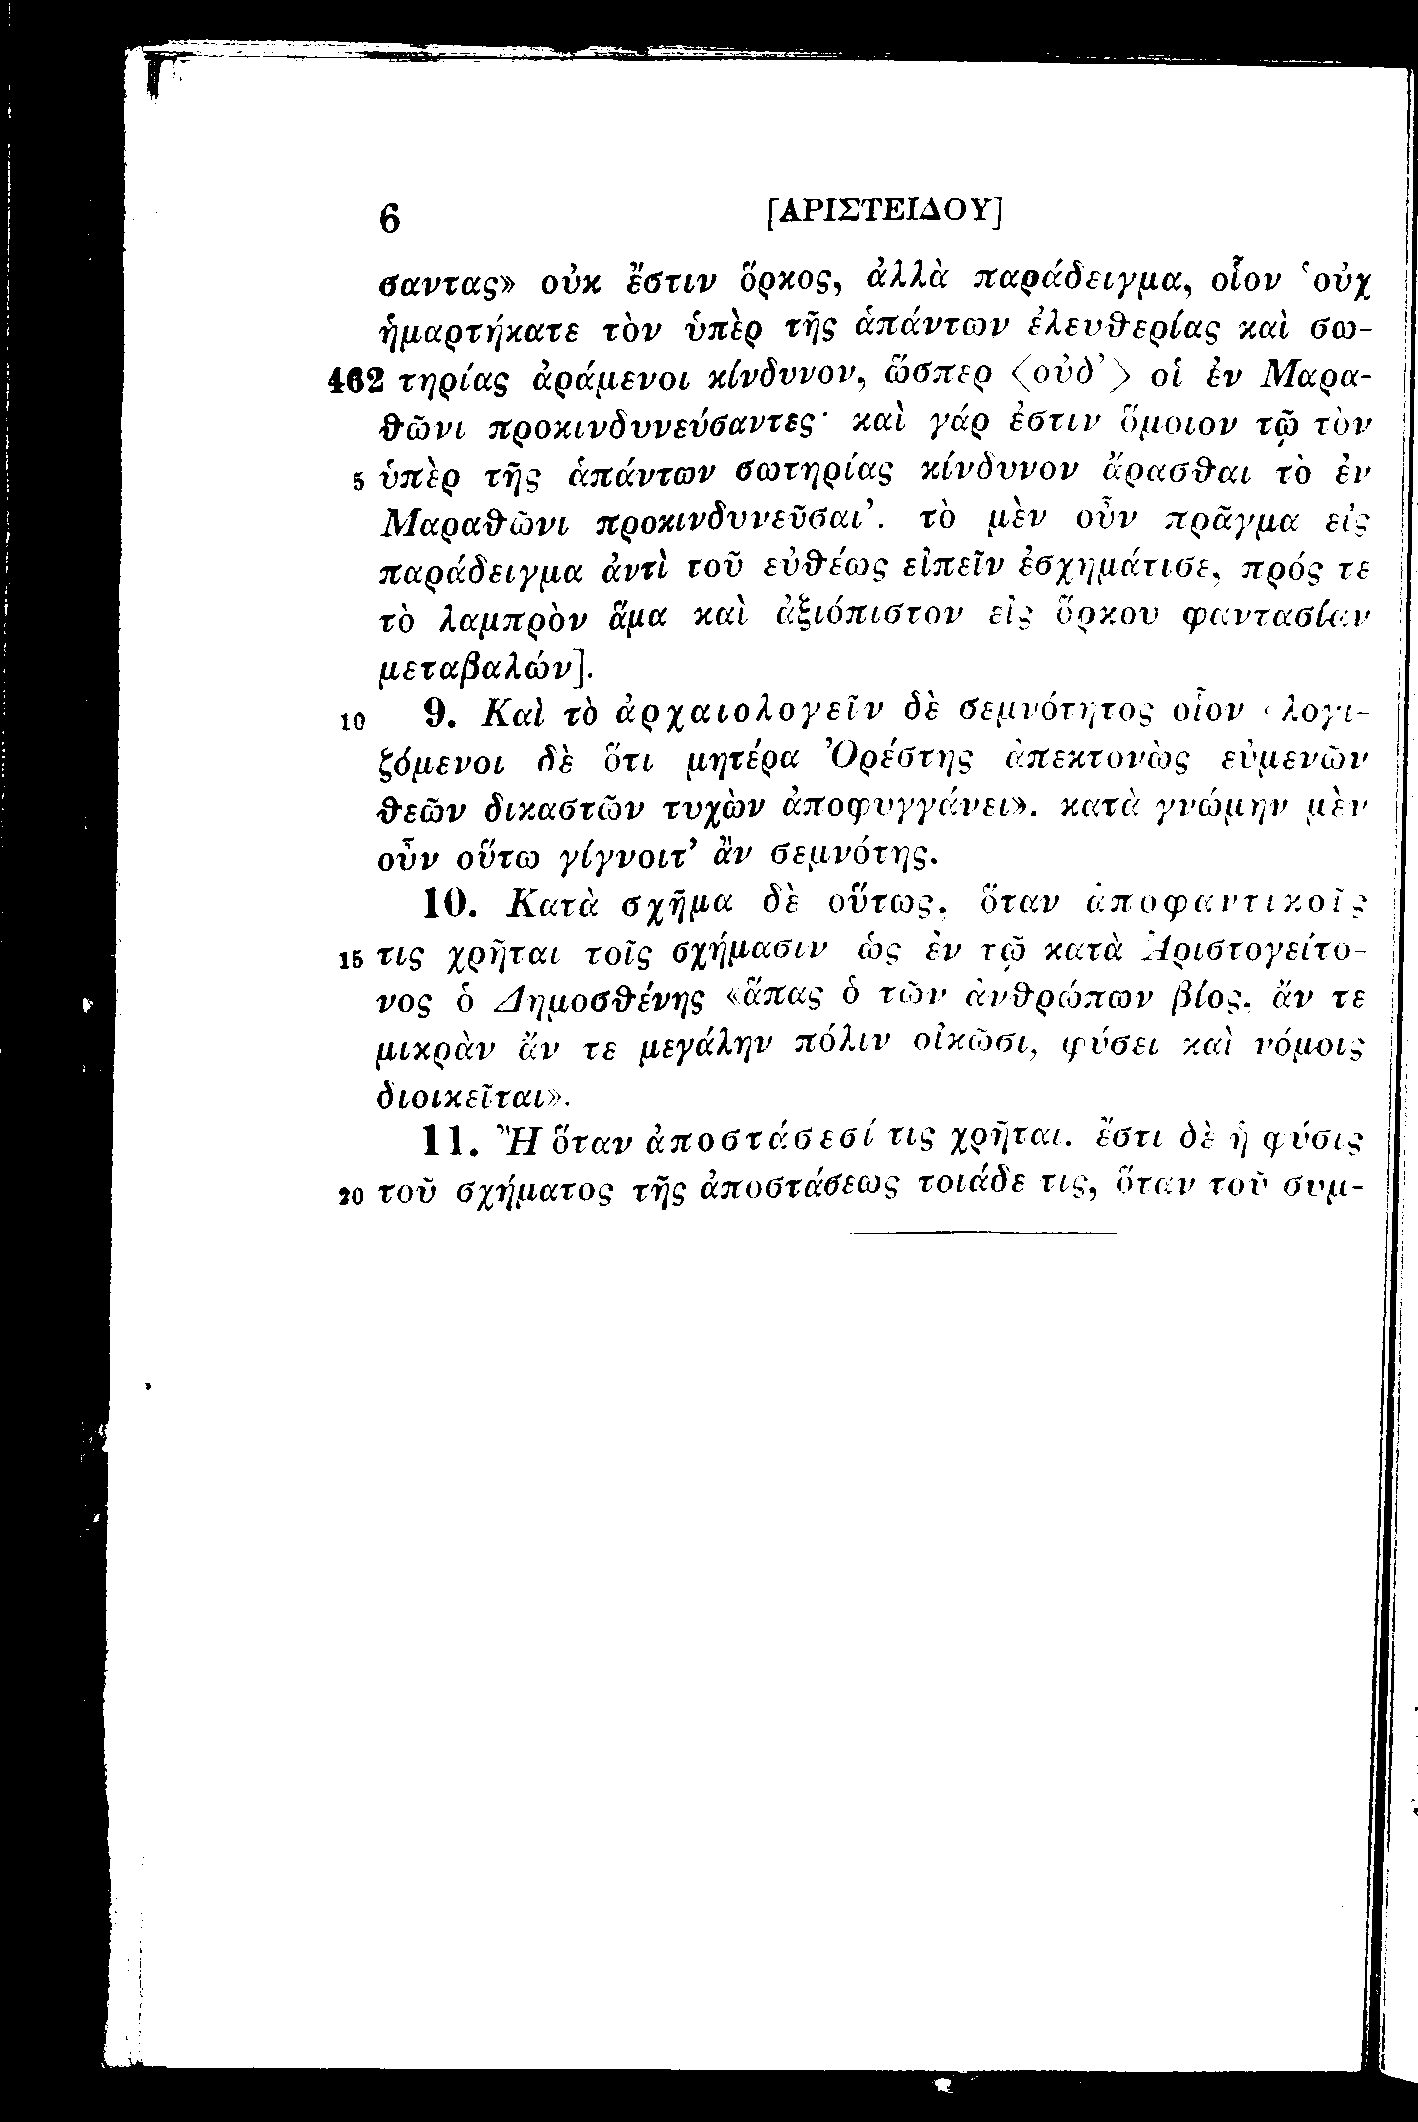 6 [ΑΡΙΣΤΕΙΔΟΥ]
σαντας» οὐκ ἔστιν ὅρκος, ἀλλὰ παράδειγμα, οἷον ‘οὐχ
ἡμαρτήκατε τὸν ὑπὲρ τῆς ἁπάντων ἐλευθερίας καὶ σω-
462 τηρίας ἀράμενοι κίνδυνον, ὥσπερ ⟨οὐδ’⟩ οἱ ἐν Μαρα-
θῶνι προκινδυνεύσαντες· καὶ γάρ ἐστιν ὅμοιον τῷ τὸν
5 ὑπὲρ τῆς ἁπάντων σωτηρίας κίνδυνον ἄρασθαι τὸ ἐν
Μαραθῶνι προκινδυνεῦσαι’. τὸ μὲν οὖν πρᾶγμα εἰς
παράδειγμα ἀντὶ τοῦ εὐθέως εἰπεῖν ἐσχημάτισε, πρός τε
τὸ λαμπρὸν ἅμα καὶ ἀξιόπιστον εἰς ὅρκου φαντασίαν
μεταβαλών].
10 9. Καὶ τὸ ἀρχαιολογεῖν δὲ σεμνότητος οἷον «λογι-
ζόμενοι δὲ ὅτι μητέρα Ὀρέστης ἀπεκτονὼς εὐμενῶν
θεῶν δικαστῶν τυχὼν ἀποφυγγάνει». κατὰ γνώμην μὲν
οὖν οὕτω γίγνοιτ’ ἂν σεμνότης.
10. Κατὰ σχῆμα δὲ οὕτως, ὅταν ἀποφαντικοῖς
15 τις χρῆται τοῖς σχήμασιν ὡς ἐν τῷ κατὰ Ἀριστογείτο-
νος ὁ Δημοσθένης «ἅπας ὁ τῶν ἀνθρώπων βίος, ἄν τε
μικρὰν ἄν τε μεγάλην πόλιν οἰκῶσι, φύσει καὶ νόμοις
διοικεῖται».
11. Ἢ ὅταν ἀποστάσεσί τις χρῆται. ἔστι δὲ ἡ φύσις
20 τοῦ σχήματος τῆς ἀποστάσεως τοιάδε τις, ὅταν τοῦ συμ-